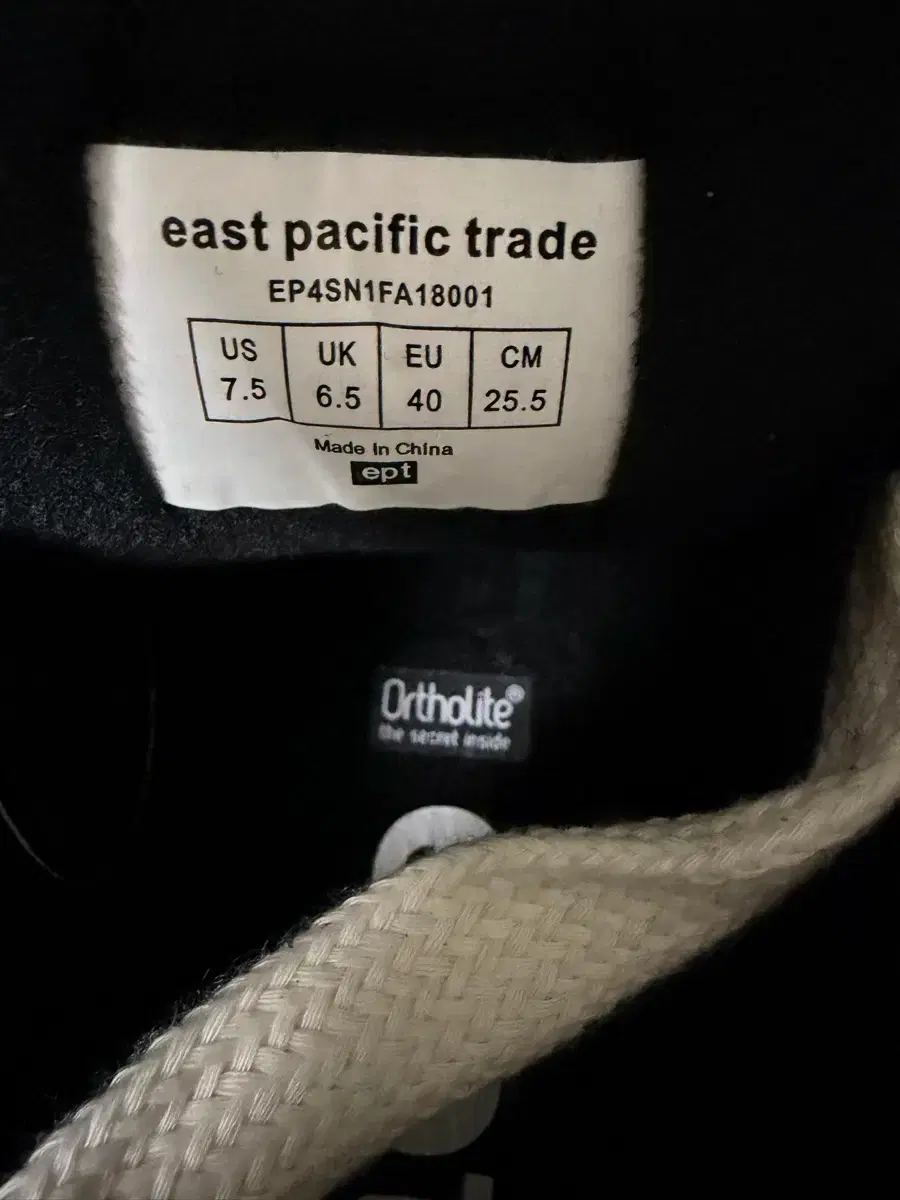 east pacific trade
EP4SN1FA18001
US UK EU CM
7.5 6.5 40 25.5
Made In China
ept
Ortholite®
the secret inside